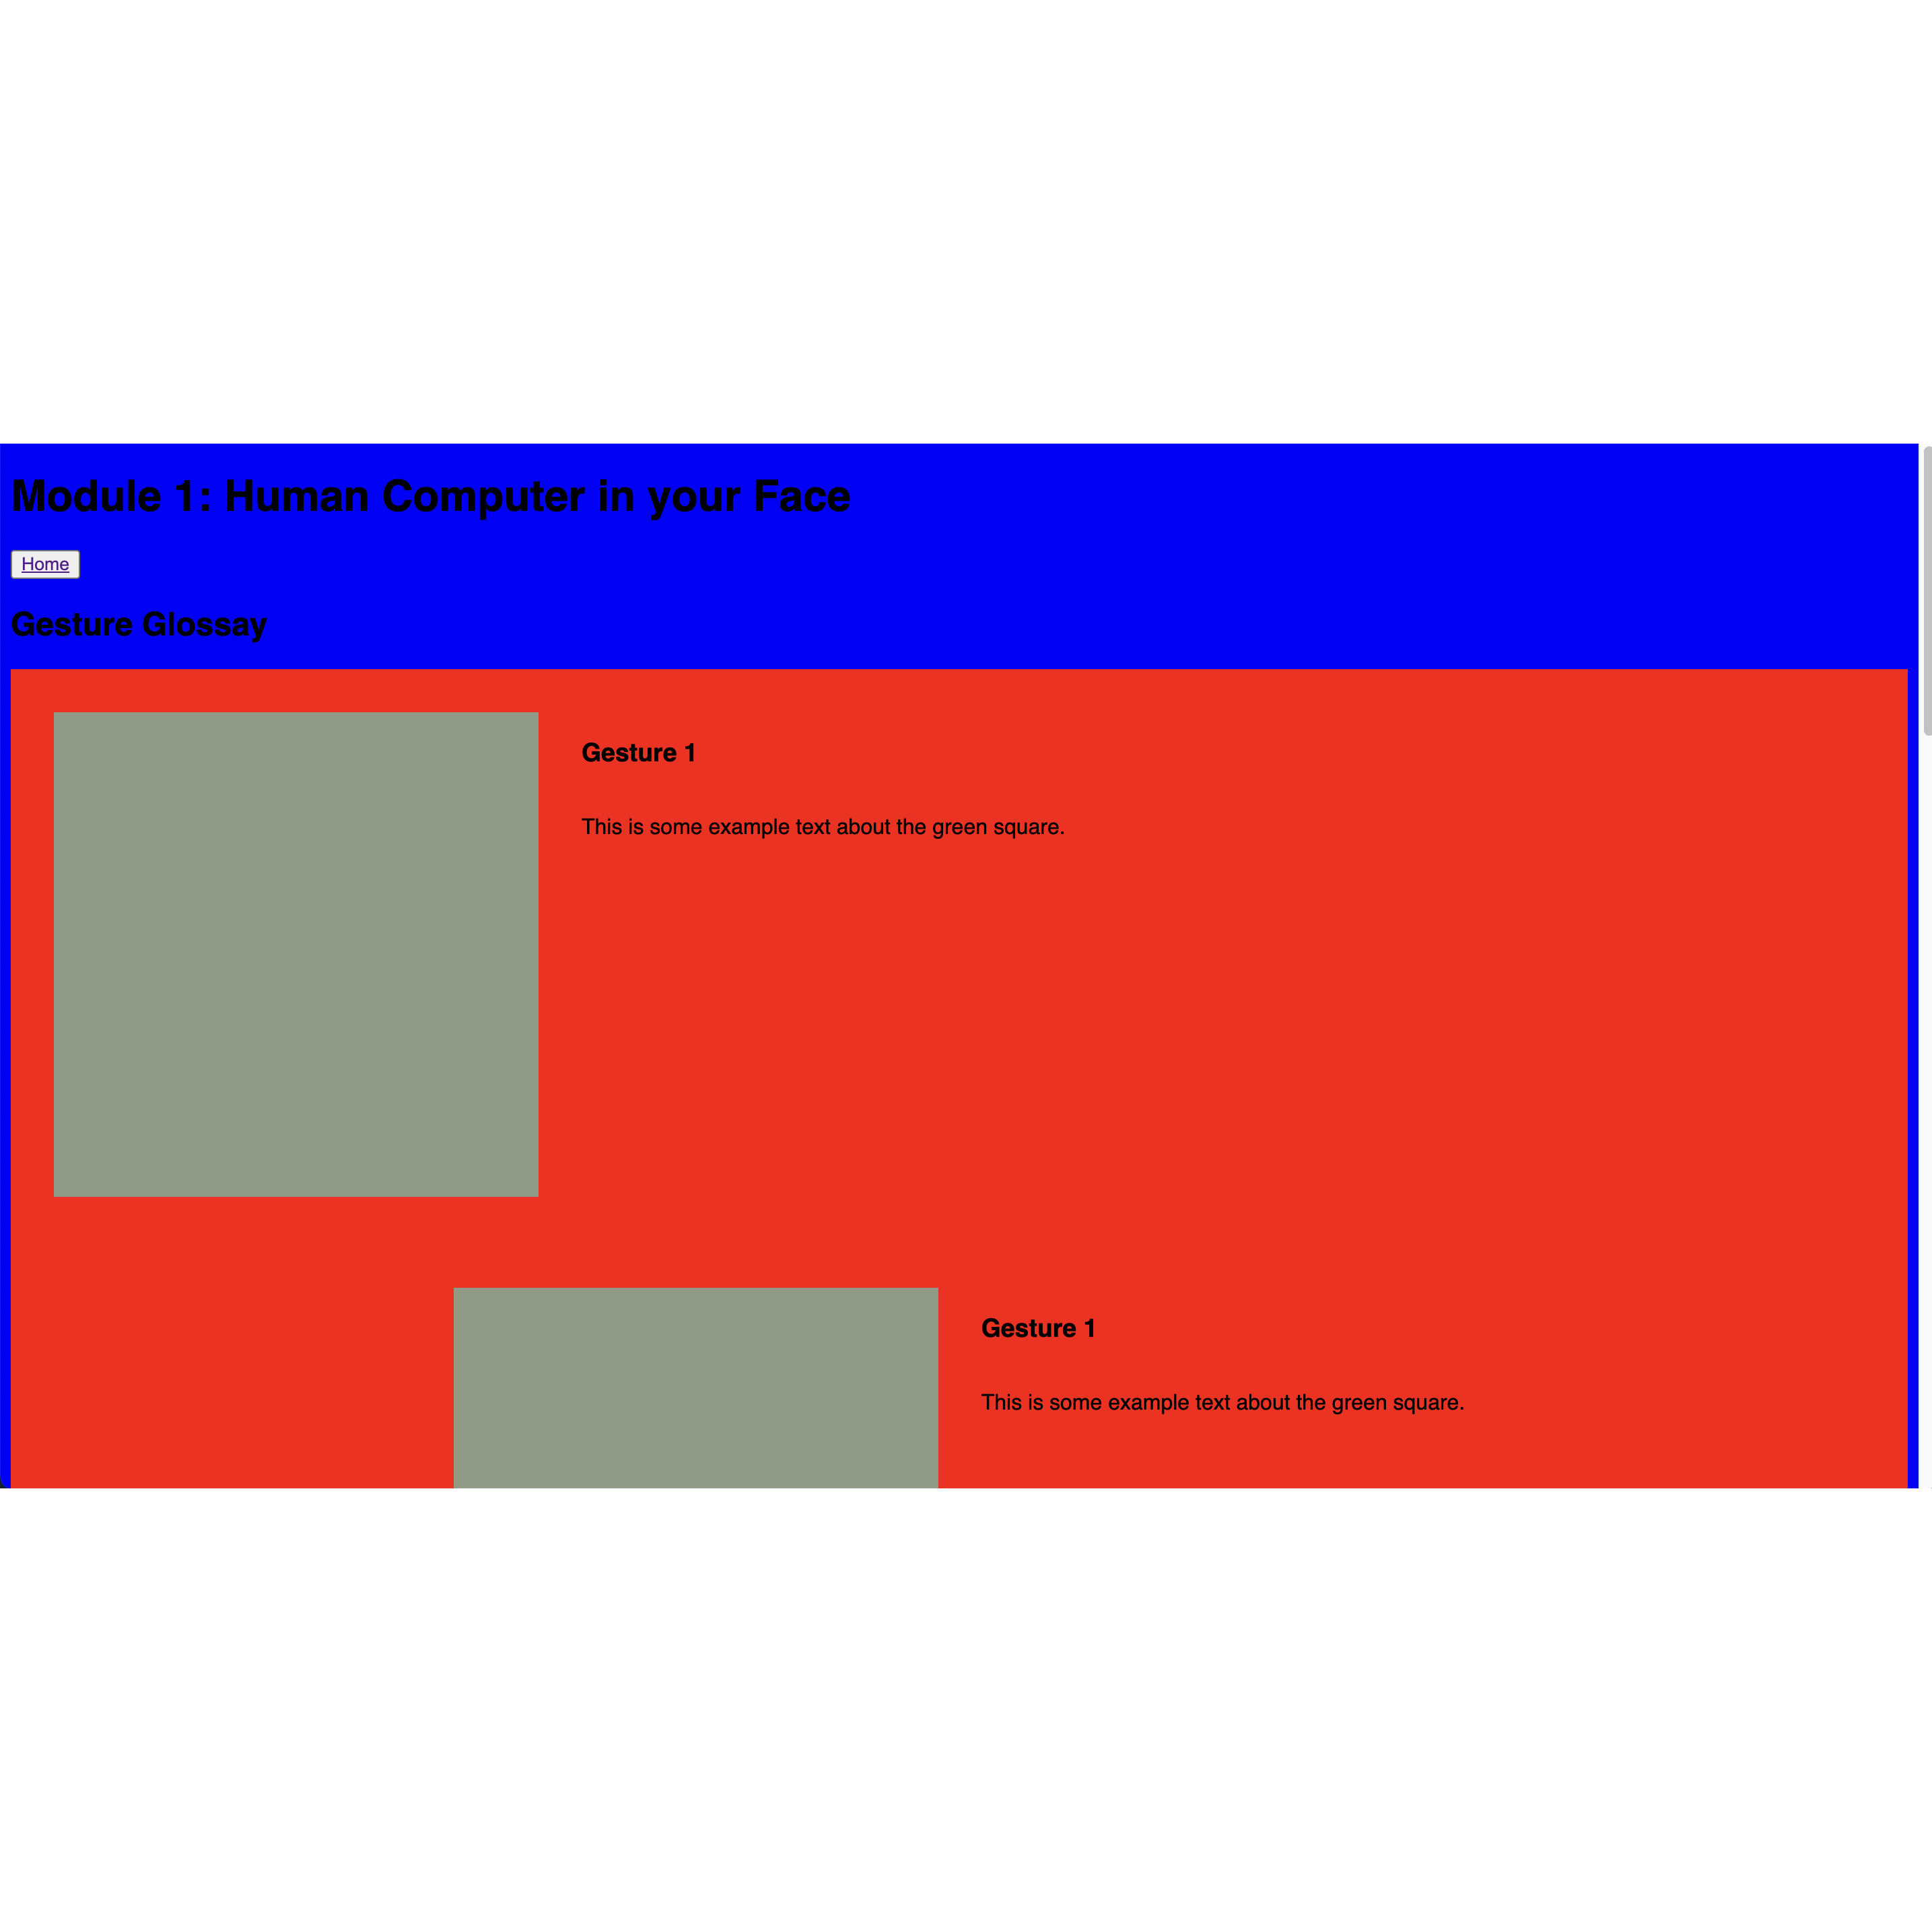 Module 1: Human Computer in your Face
Home
Gesture Glossay
Gesture 1
This is some example text about the green square.
Gesture 1
This is some example text about the green square.